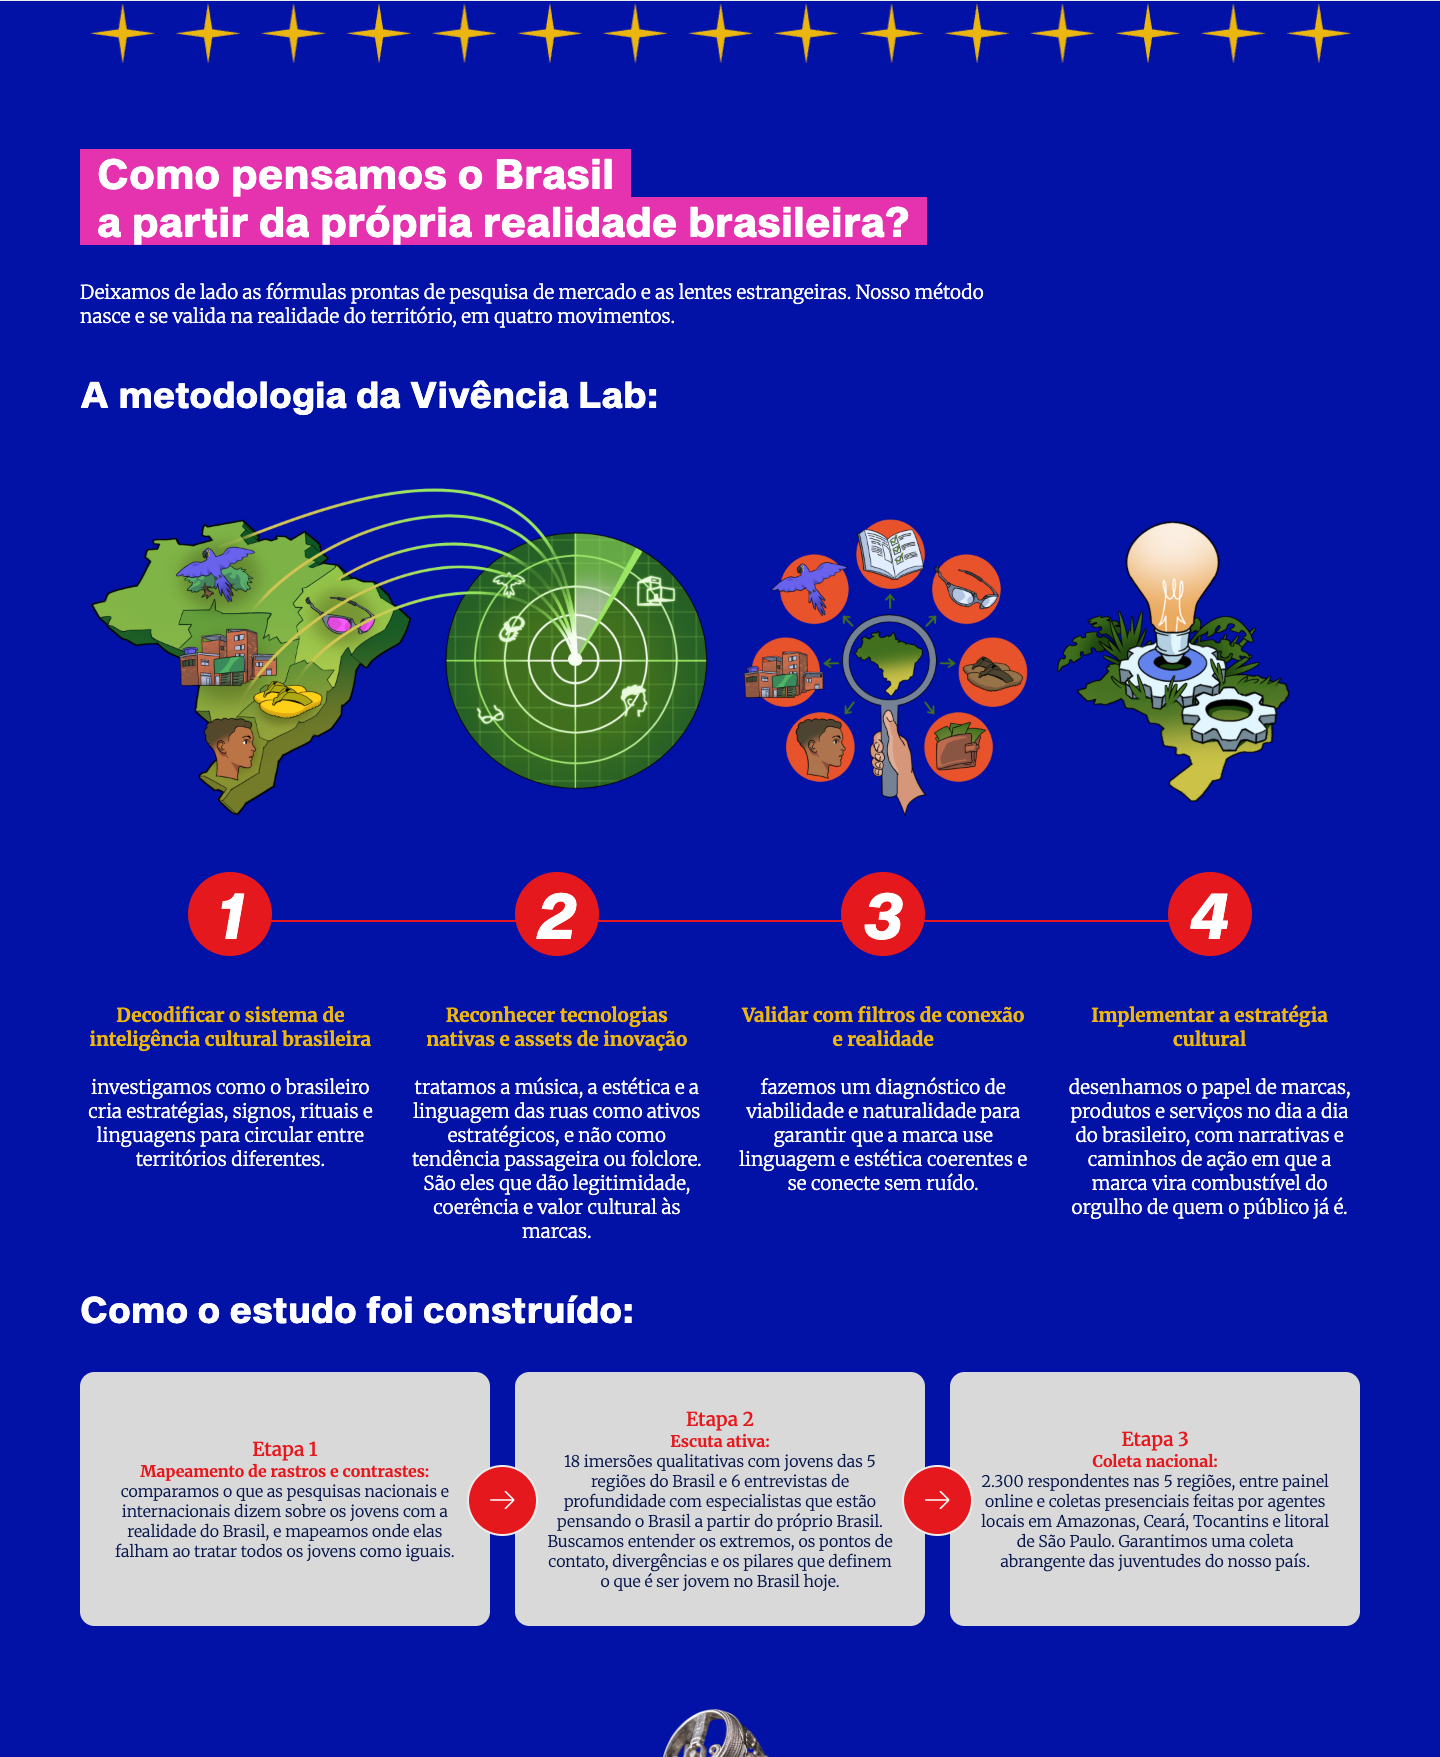 Como pensamos o Brasil
a partir da própria realidade brasileira?
Deixamos de lado as fórmulas prontas de pesquisa de mercado e as lentes estrangeiras. Nosso método
nasce e se valida na realidade do território, em quatro movimentos.
A metodologia da Vivência Lab:
1
2
3
4
Decodificar o sistema de
inteligência cultural brasileira
investigamos como o brasileiro
cria estratégias, signos, rituais e
linguagens para circular entre
territórios diferentes.
Reconhecer tecnologias
nativas e assets de inovação
tratamos a música, a estética e a
linguagem das ruas como ativos
estratégicos, e não como
tendência passageira ou folclore.
São eles que dão legitimidade,
coerência e valor cultural às
marcas.
Validar com filtros de conexão
e realidade
fazemos um diagnóstico de
viabilidade e naturalidade para
garantir que a marca use
linguagem e estética coerentes e
se conecte sem ruído.
Implementar a estratégia
cultural
desenhamos o papel de marcas,
produtos e serviços no dia a dia
do brasileiro, com narrativas e
caminhos de ação em que a
marca vira combustível do
orgulho de quem o público já é.
Como o estudo foi construído:
Etapa 1
Mapeamento de rastros e contrastes:
comparamos o que as pesquisas nacionais e
internacionais dizem sobre os jovens com a
realidade do Brasil, e mapeamos onde elas
falham ao tratar todos os jovens como iguais.
Etapa 2
Escuta ativa:
18 imersões qualitativas com jovens das 5
regiões do Brasil e 6 entrevistas de
profundidade com especialistas que estão
pensando o Brasil a partir do próprio Brasil.
Buscamos entender os extremos, os pontos de
contato, divergências e os pilares que definem
o que é ser jovem no Brasil hoje.
Etapa 3
Coleta nacional:
2.300 respondentes nas 5 regiões, entre painel
online e coletas presenciais feitas por agentes
locais em Amazonas, Ceará, Tocantins e litoral
de São Paulo. Garantimos uma coleta
abrangente das juventudes do nosso país.